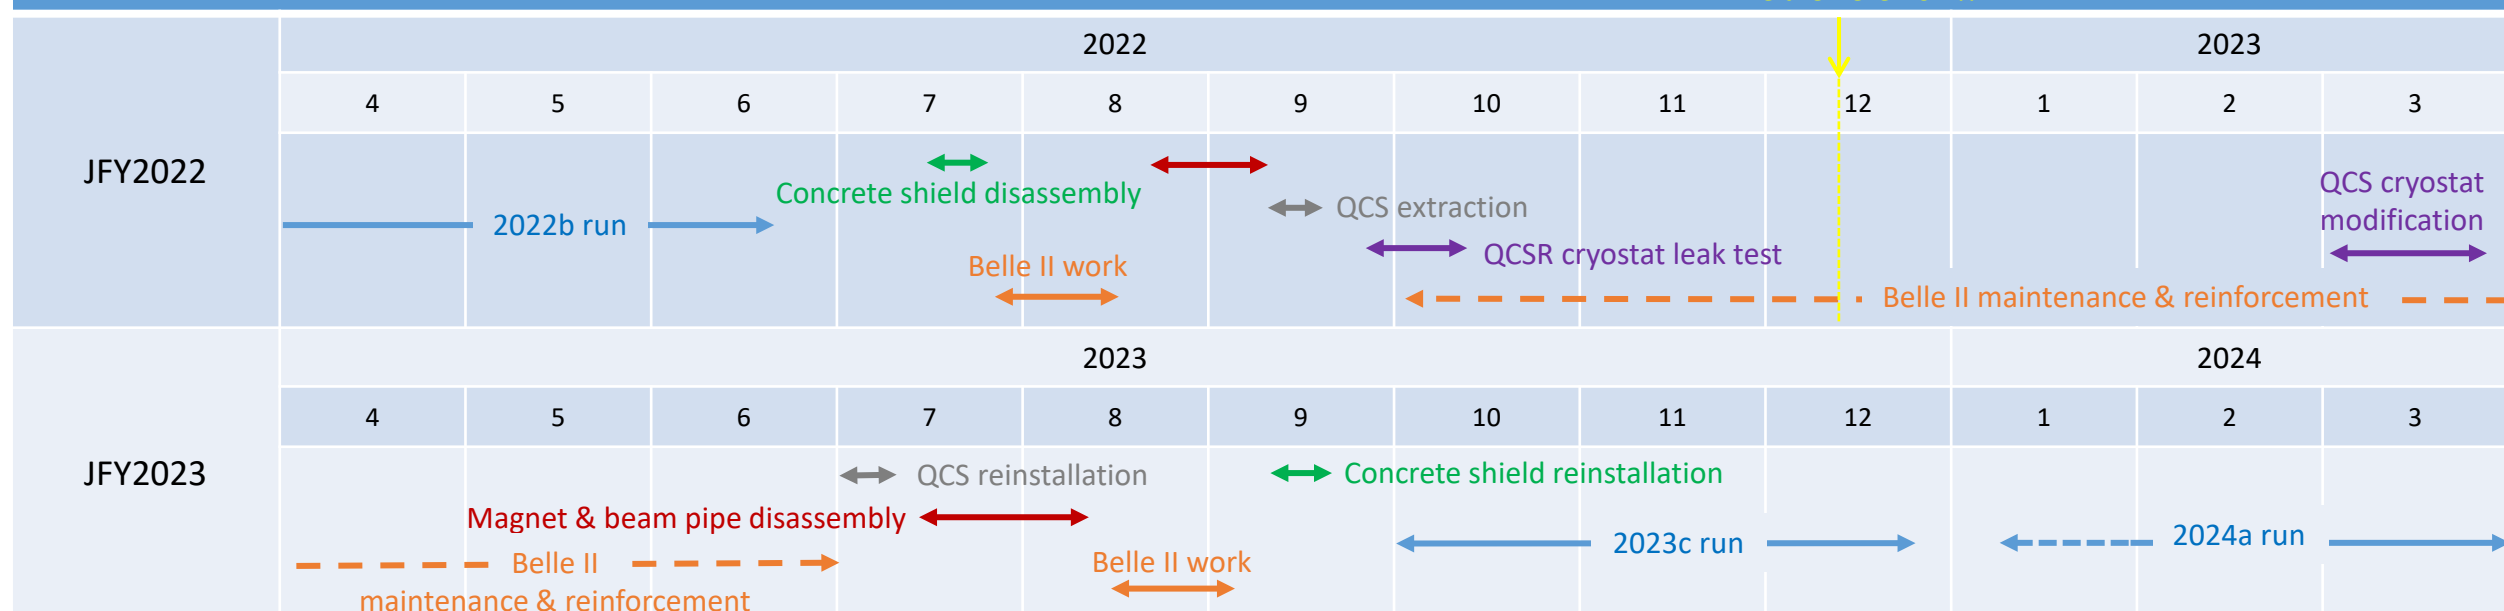 2022 2023
4 5 6 7 8 9 10 11 12 1 2 3
JFY2022
Concrete shield disassembly
QCS cryostat
modification
QCS extraction
2022b run
QCSR cryostat leak test
Belle II work
Belle II maintenance & reinforcement
2023 2024
4 5 6 7 8 9 10 11 12 1 2 3
JFY2023
QCS reinstallation
Concrete shield reinstallation
Magnet & beam pipe disassembly
2023c run
2024a run
Belle II
maintenance & reinforcement
Belle II work